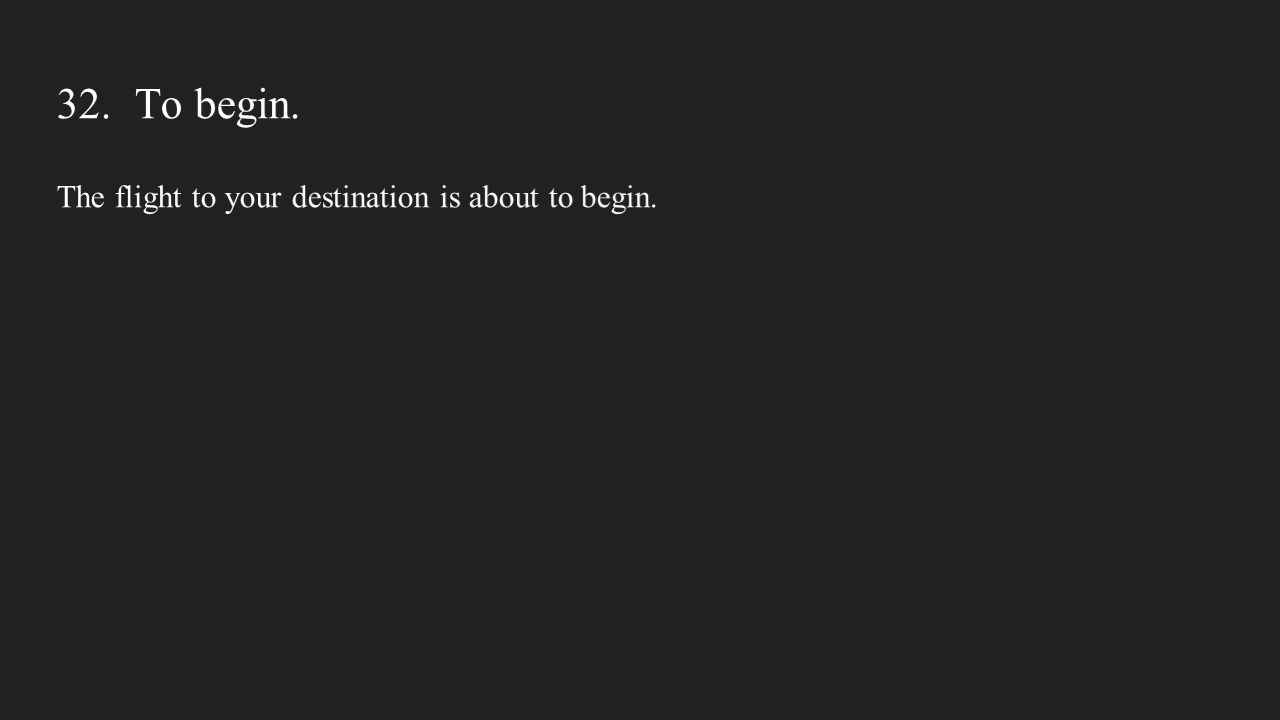 32. To begin.
The flight to your destination is about to begin.